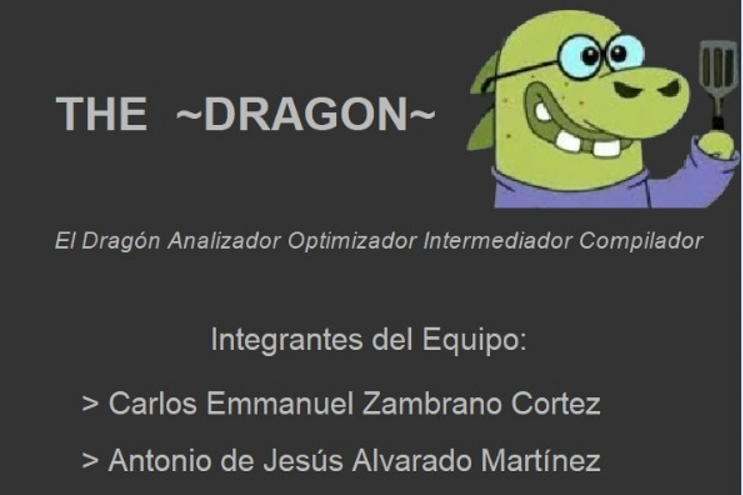 THE ~DRAGON~
El Dragón Analizador Optimizador Intermediador Compilador
Integrantes del Equipo:
> Carlos Emmanuel Zambrano Cortez
> Antonio de Jesús Alvarado Martínez